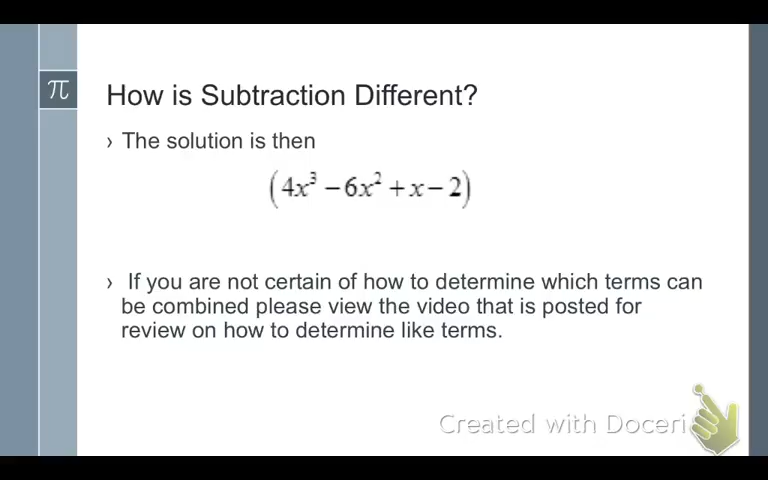 π
How is Subtraction Different?
› The solution is then
(4x³ − 6x² + x − 2)
› If you are not certain of how to determine which terms can
be combined please view the video that is posted for
review on how to determine like terms.
Created with Doceri